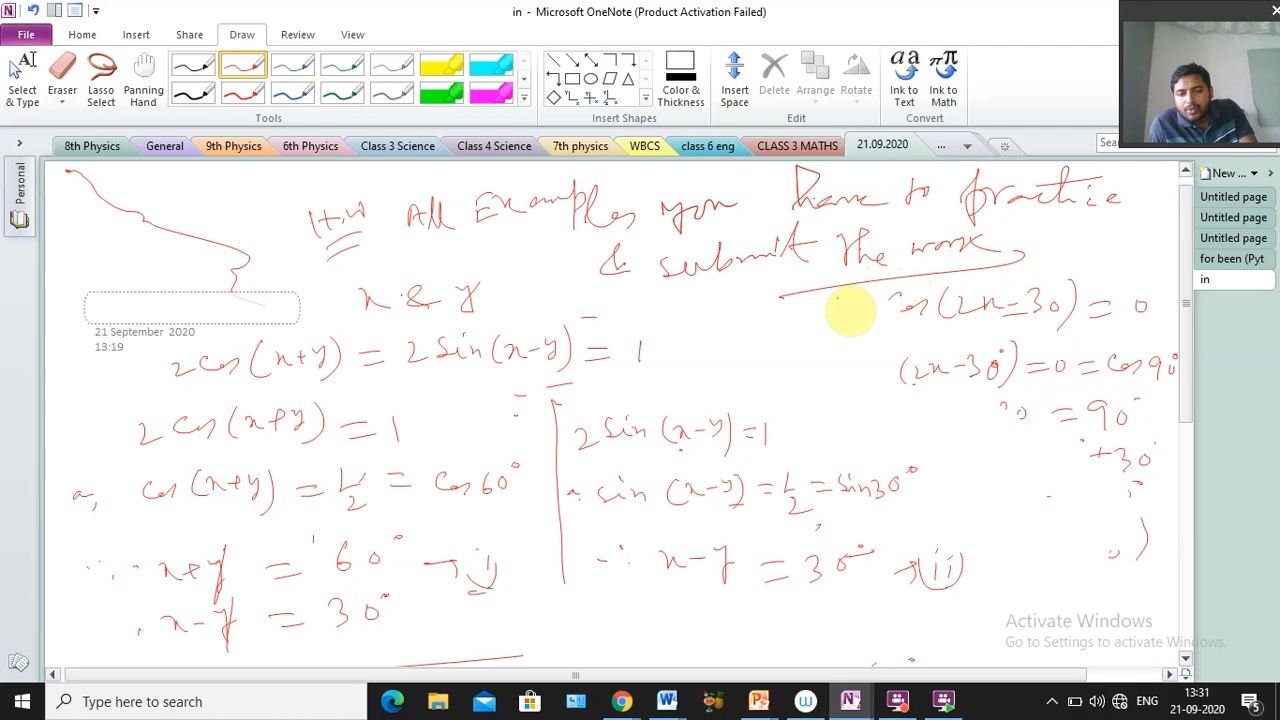 in - Microsoft OneNote (Product Activation Failed)
File Home Insert Draw Review View
Select & Type
Eraser
Lasso Select
Panning Hand
Color & Thickness
Insert Space
Delete
Arrange
Rotate
Ink to Text
Ink to Math
Tools
Insert Shapes
Edit
Convert
8th Physics General 9th Physics 6th Physics Class 3 Science Class 4 Science 7th physics WBCS class 6 eng CLASS 3 MATHS 21.09.2020 ...
Personal
New
Untitled page
Untitled page
Untitled page
for been (Pyt
in
H.W All Examples you have to practice
& submit the work
x & y
21 September 2020
13:19
2cos(x+y) = 2sin(x-y) = 1
2cos(x+y) = 1
cos(x+y) = 1/2 = cos60°
∴ x+y = 60° → i
x-y = 30°
2sin(x-y) = 1
sin(x-y) = 1/2 = sin30°
∴ x-y = 30° → ii
cos(2x-30) = 0
(2x-30°) = 0 = cos90°
= 90°
+30°
Activate Windows
Go to Settings to activate Windows.
Type here to search
ENG
13:31
21-09-2020
5